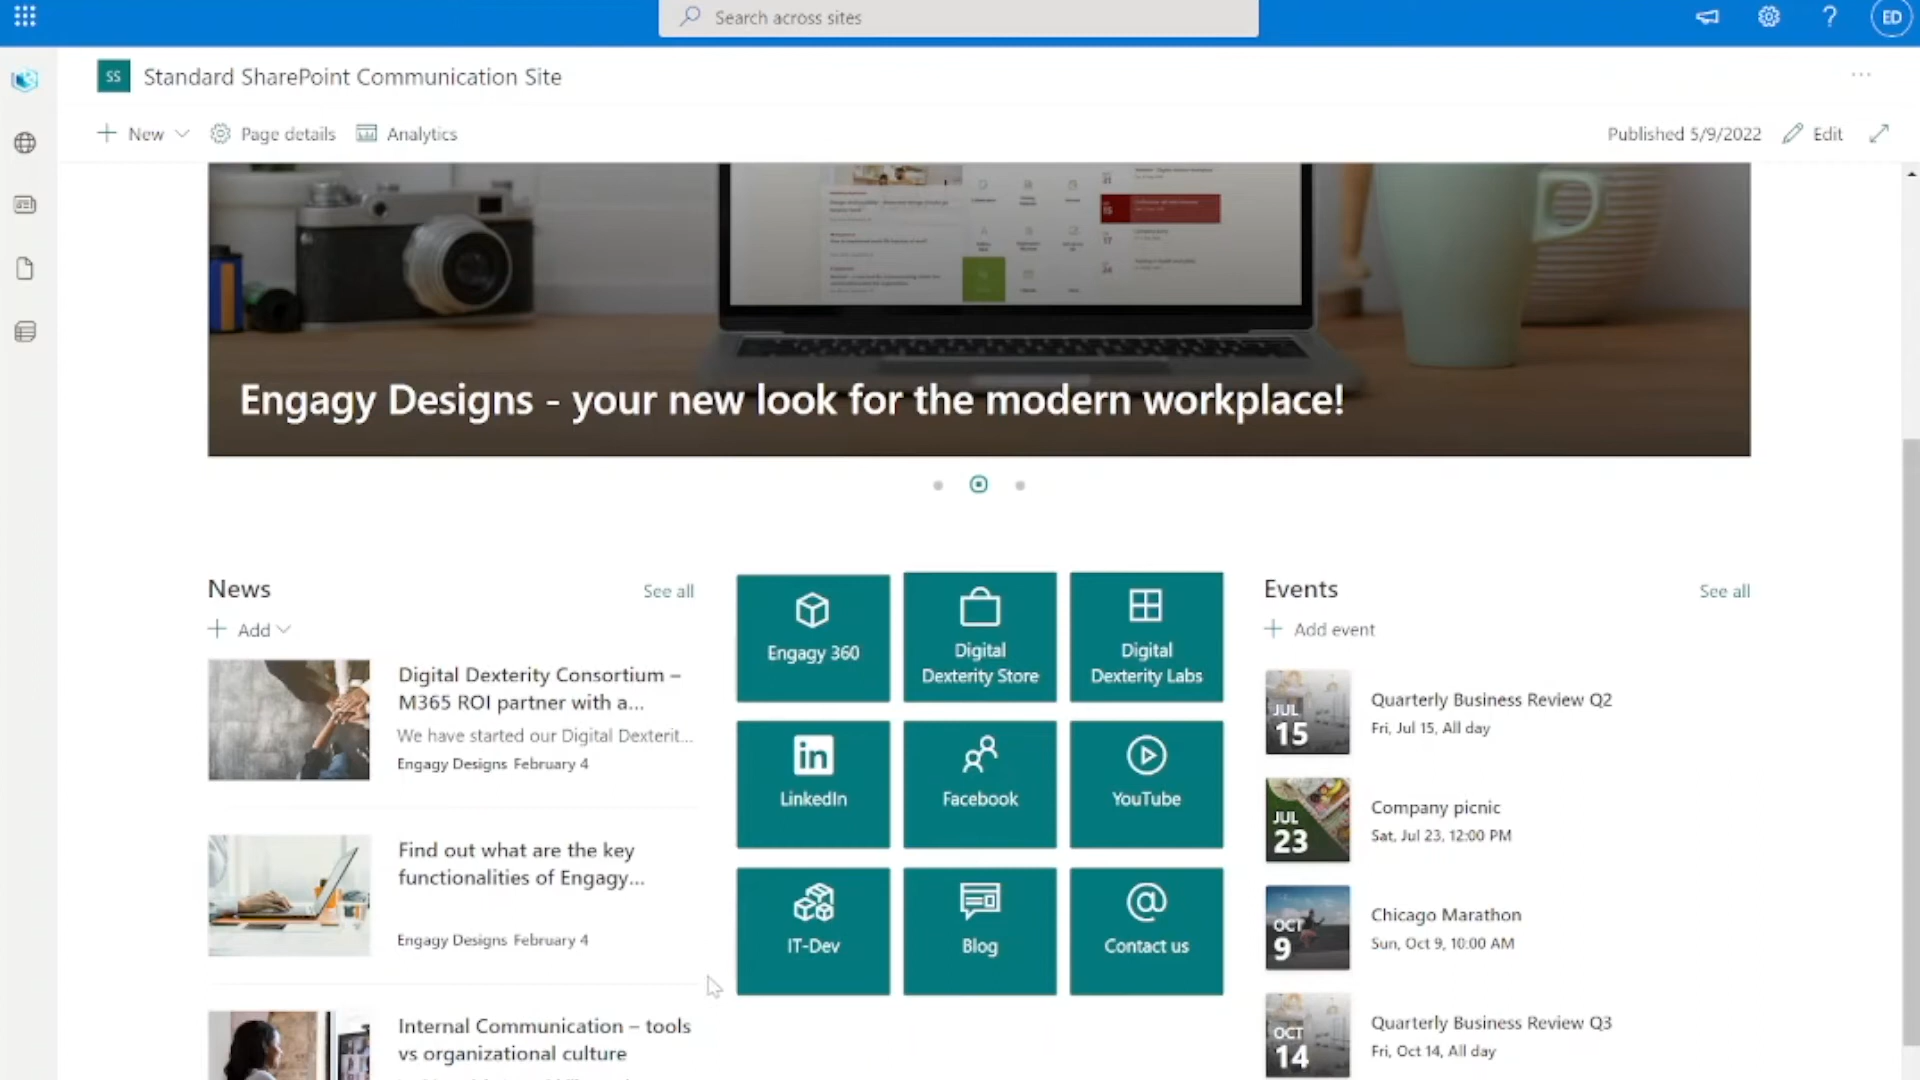 Search across sites
ED
SS
Standard SharePoint Communication Site
...
New
Page details
Analytics
Published 5/9/2022
Edit
Engagy Designs - your new look for the modern workplace!
News
See all
Add
Digital Dexterity Consortium –
M365 ROI partner with a...
We have started our Digital Dexterit...
Engagy Designs February 4
Find out what are the key
functionalities of Engagy...
Engagy Designs February 4
Internal Communication – tools
vs organizational culture
Engagy 360
Digital
Dexterity Store
Digital
Dexterity Labs
in
LinkedIn
Facebook
YouTube
IT-Dev
Blog
@
Contact us
Events
See all
Add event
JUL
15
Quarterly Business Review Q2
Fri, Jul 15, All day
JUL
23
Company picnic
Sat, Jul 23, 12:00 PM
OCT
9
Chicago Marathon
Sun, Oct 9, 10:00 AM
OCT
14
Quarterly Business Review Q3
Fri, Oct 14, All day